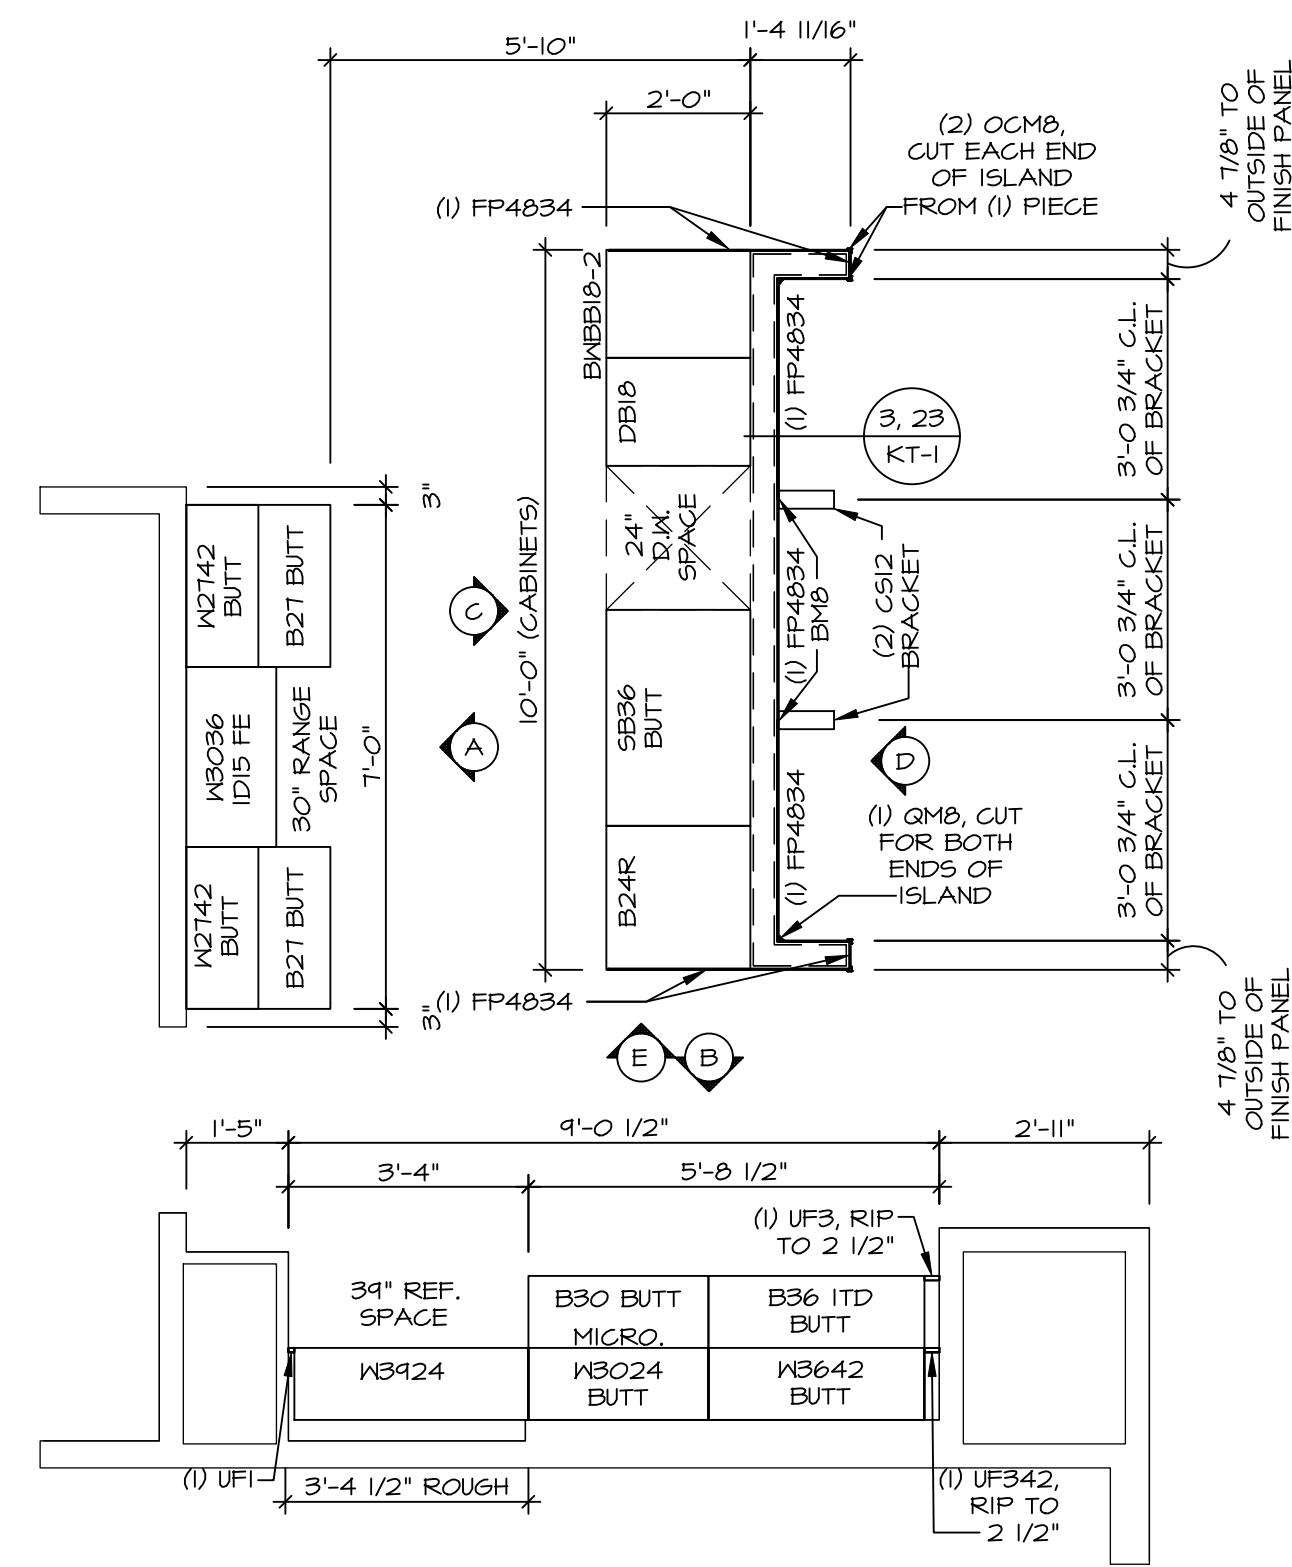 1'-4 11/16"
5'-10"
2'-0"
(2) OCM8,
CUT EACH END
OF ISLAND
FROM (1) PIECE
4 7/8" TO
OUTSIDE OF
FINISH PANEL
(1) FP4834
BWBB18-2
DB18
(1) FP4834
3, 23
KT-1
3'-0 3/4" C.L.
OF BRACKET
3"
W2742
BUTT
B27 BUTT
10'-0" (CABINETS)
24"
D.W.
SPACE
(1) FP4834
BM8
(2) CS12
BRACKET
3'-0 3/4" C.L.
OF BRACKET
C
W3036
1D15 FE
30" RANGE
SPACE
7'-0"
A
SB36
BUTT
D
(1) FP4834
(1) QM8, CUT
FOR BOTH
ENDS OF
ISLAND
3'-0 3/4" C.L.
OF BRACKET
W2742
BUTT
B27 BUTT
B24R
3"
(1) FP4834
4 7/8" TO
OUTSIDE OF
FINISH PANEL
E
B
1'-5"
9'-0 1/2"
2'-11"
3'-4"
5'-8 1/2"
(1) UF3, RIP
TO 2 1/2"
39" REF.
SPACE
B30 BUTT
MICRO.
B36 1TD
BUTT
W3924
W3024
BUTT
W3642
BUTT
(1) UF1
3'-4 1/2" ROUGH
(1) UF342,
RIP TO
2 1/2"